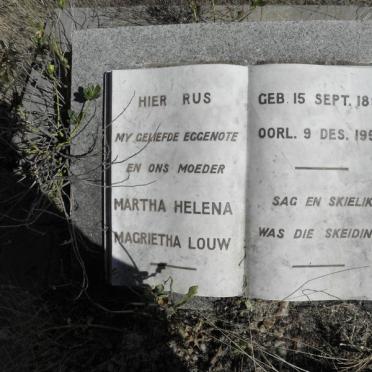 HIER RUS
MY GELIEFDE EGGENOTE
EN ONS MOEDER
MARTHA HELENA
MAGRIETHA LOUW
GEB. 15 SEPT. 18
OORL. 9 DES. 19
SAG EN SKIELIK
WAS DIE SKEIDIN